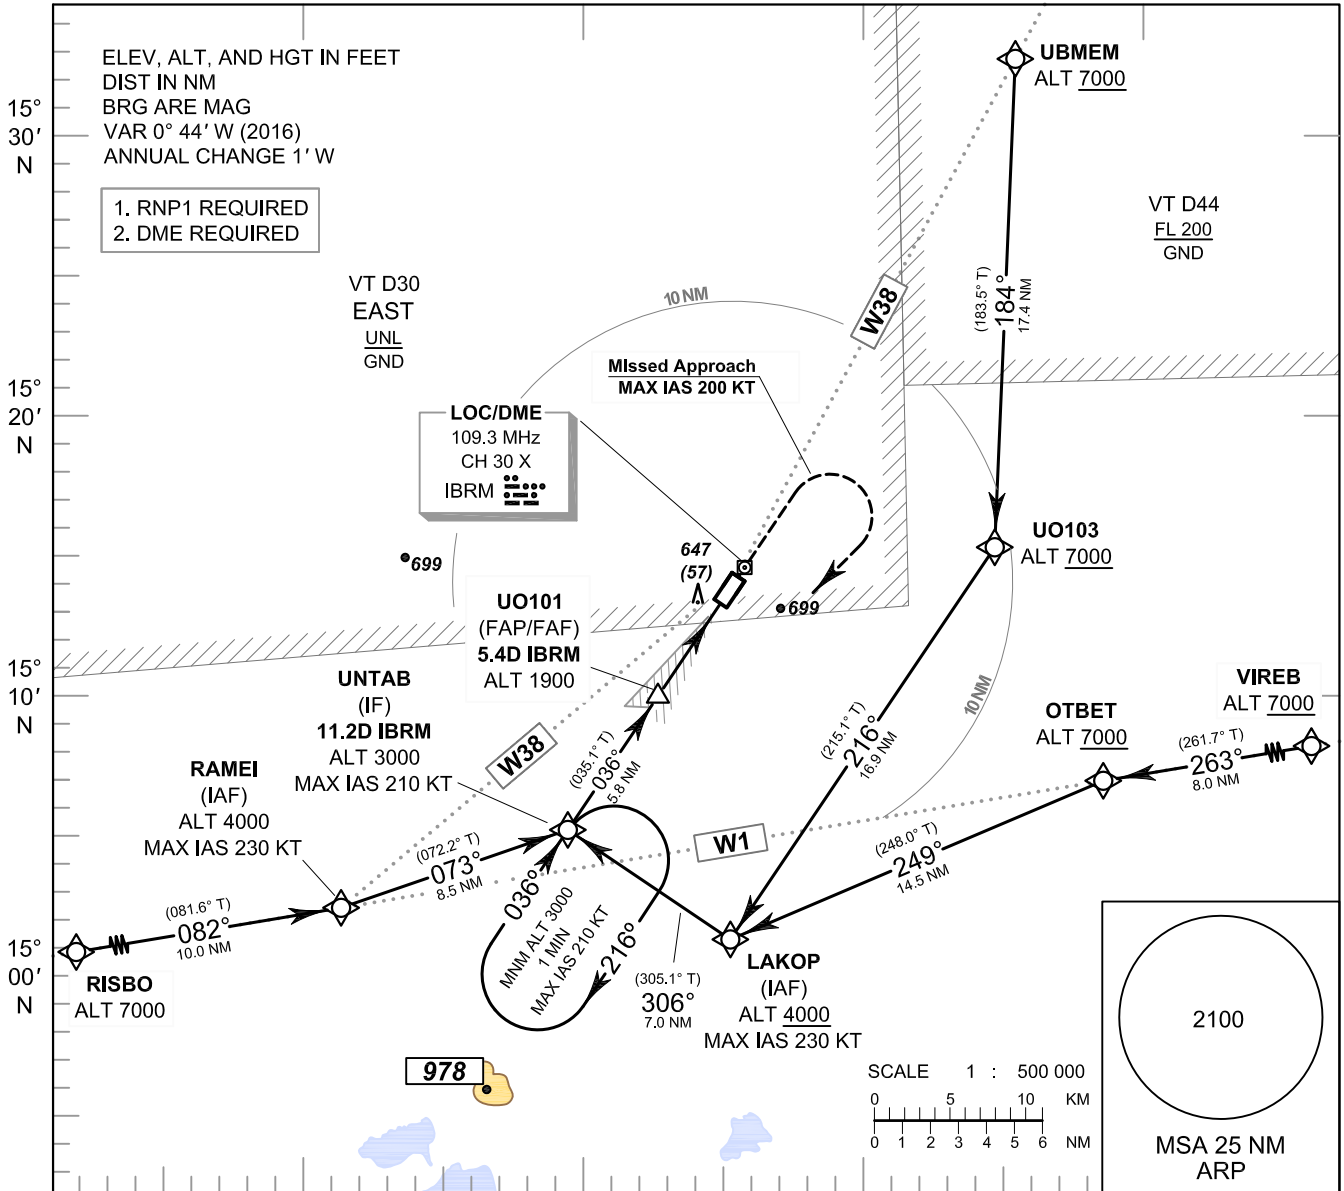 ELEV, ALT, AND HGT IN FEET
DIST IN NM
BRG ARE MAG
VAR 0° 44′ W (2016)
ANNUAL CHANGE 1′ W
1. RNP1 REQUIRED
2. DME REQUIRED
15°
30′
N
15°
20′
N
15°
10′
N
15°
00′
N
UBMEM
ALT 7000
VT D44
FL 200
GND
VT D30
EAST
UNL
GND
10 NM
W38
(183.5° T)
184°
17.4 NM
MIssed Approach
MAX IAS 200 KT
LOC/DME
109.3 MHz
CH 30 X
IBRM
699
647
(57)
699
UO103
ALT 7000
UO101
(FAP/FAF)
5.4D IBRM
ALT 1900
UNTAB
(IF)
11.2D IBRM
ALT 3000
MAX IAS 210 KT
RAMEI
(IAF)
ALT 4000
MAX IAS 230 KT
W38
(035.1° T)
036°
5.8 NM
(215.1° T)
216°
16.9 NM
10 NM
VIREB
ALT 7000
OTBET
ALT 7000
(261.7° T)
263°
8.0 NM
(072.2° T)
073°
8.5 NM
W1
(248.0° T)
249°
14.5 NM
(081.6° T)
082°
10.0 NM
RISBO
ALT 7000
036°
MNM ALT 3000
1 MIN
MAX IAS 210 KT
216°
(305.1° T)
306°
7.0 NM
LAKOP
(IAF)
ALT 4000
MAX IAS 230 KT
978
SCALE 1 : 500 000
0 5 10 KM
0 1 2 3 4 5 6 NM
2100
MSA 25 NM
ARP